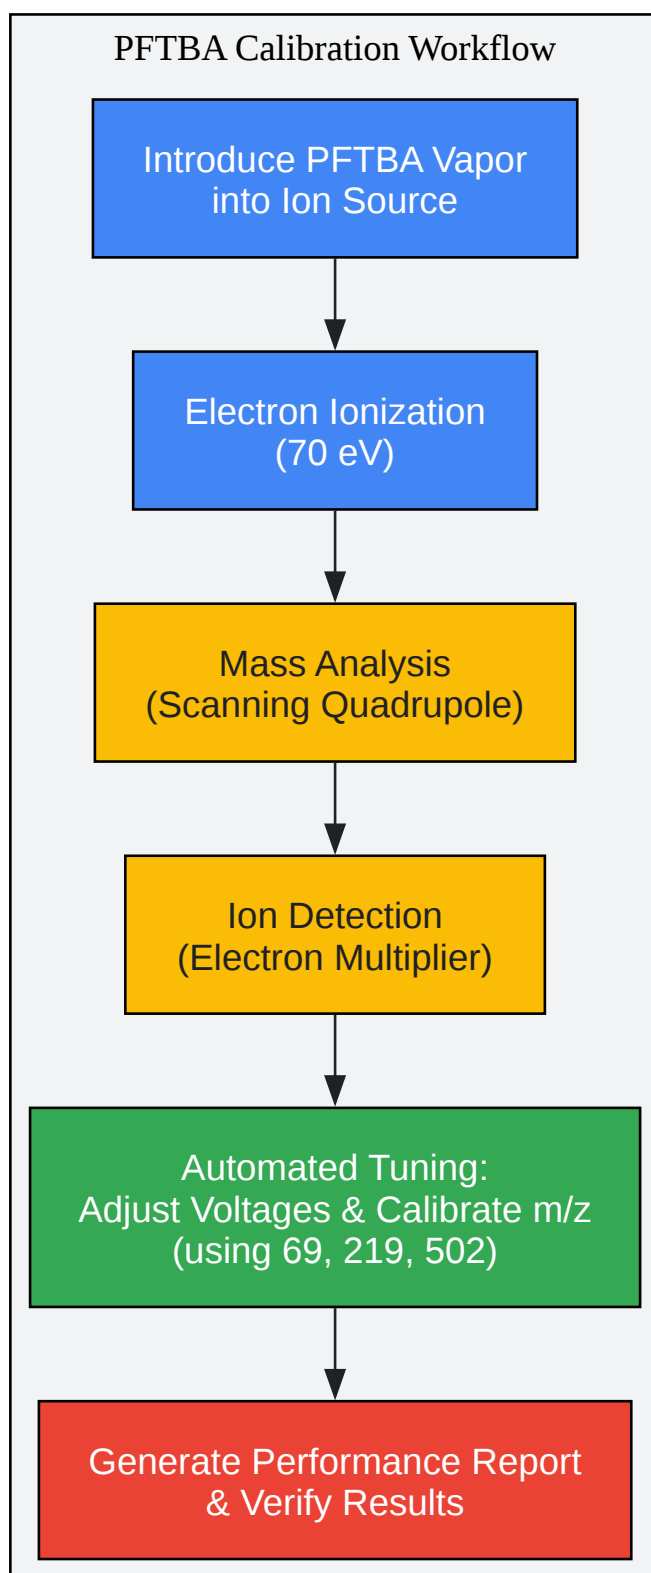 PFTBA Calibration Workflow
Introduce PFTBA Vapor
into Ion Source
Electron Ionization
(70 eV)
Mass Analysis
(Scanning Quadrupole)
Ion Detection
(Electron Multiplier)
Automated Tuning:
Adjust Voltages & Calibrate m/z
(using 69, 219, 502)
Generate Performance Report
& Verify Results